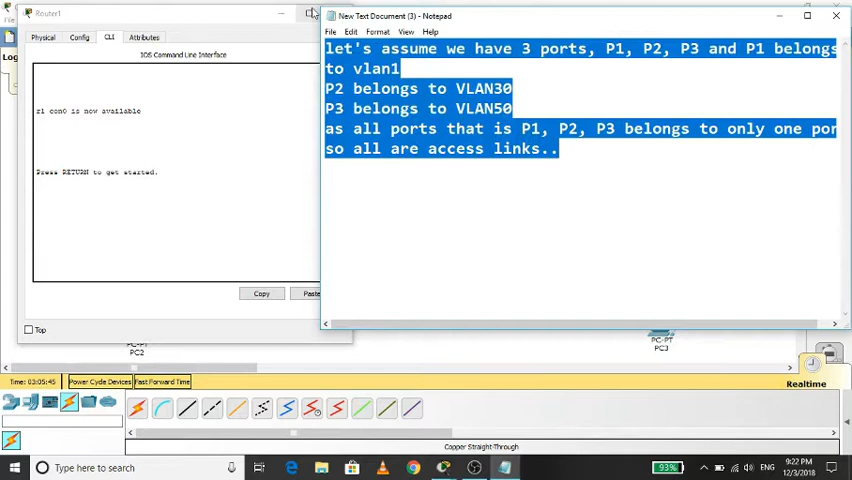 Router1
Physical
Config
CLI
Attributes
IOS Command Line Interface
r1 con0 is now available
Press RETURN to get started.
Copy
Paste
Top
New Text Document (3) - Notepad
File Edit Format View Help
let's assume we have 3 ports, P1, P2, P3 and P1 belongs
to vlan1
P2 belongs to VLAN30
P3 belongs to VLAN50
as all ports that is P1, P2, P3 belongs to only one por
so all are access links..
Log
PC-PT
PC2
PC-PT
PC3
Time: 03:05:45
Power Cycle Devices
Fast Forward Time
Realtime
Copper Straight-Through
Type here to search
93%
ENG
9:22 PM
12/3/2018